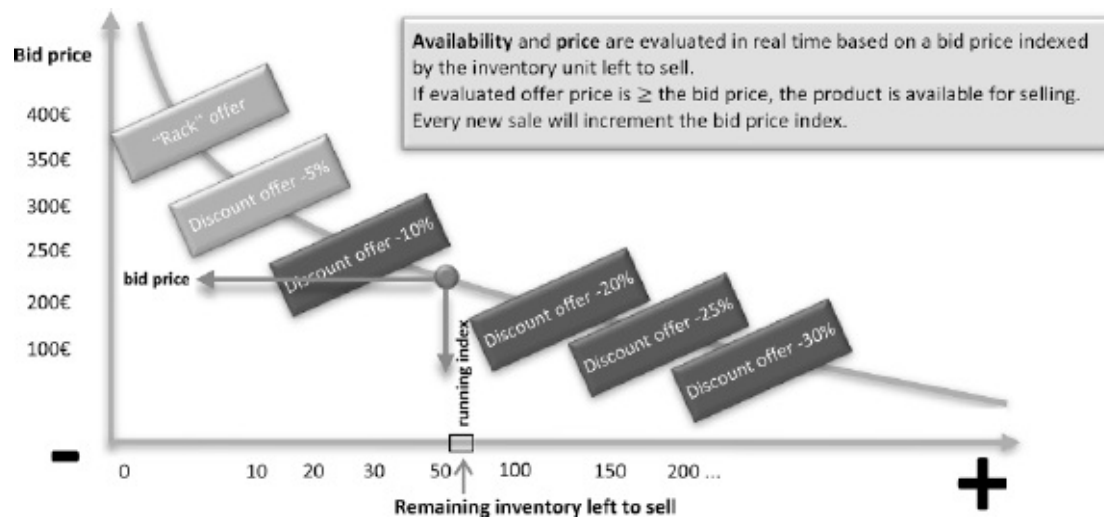 Bid price
400€
350€
300€
250€
200€
100€
Availability and price are evaluated in real time based on a bid price indexed
by the inventory unit left to sell.
If evaluated offer price is ≥ the bid price, the product is available for selling.
Every new sale will increment the bid price index.
"Rack" offer
Discount offer -5%
Discount offer -10%
Discount offer -20%
Discount offer -25%
Discount offer -30%
bid price
running index
- 0 10 20 30 50 100 150 200 ... +
Remaining inventory left to sell